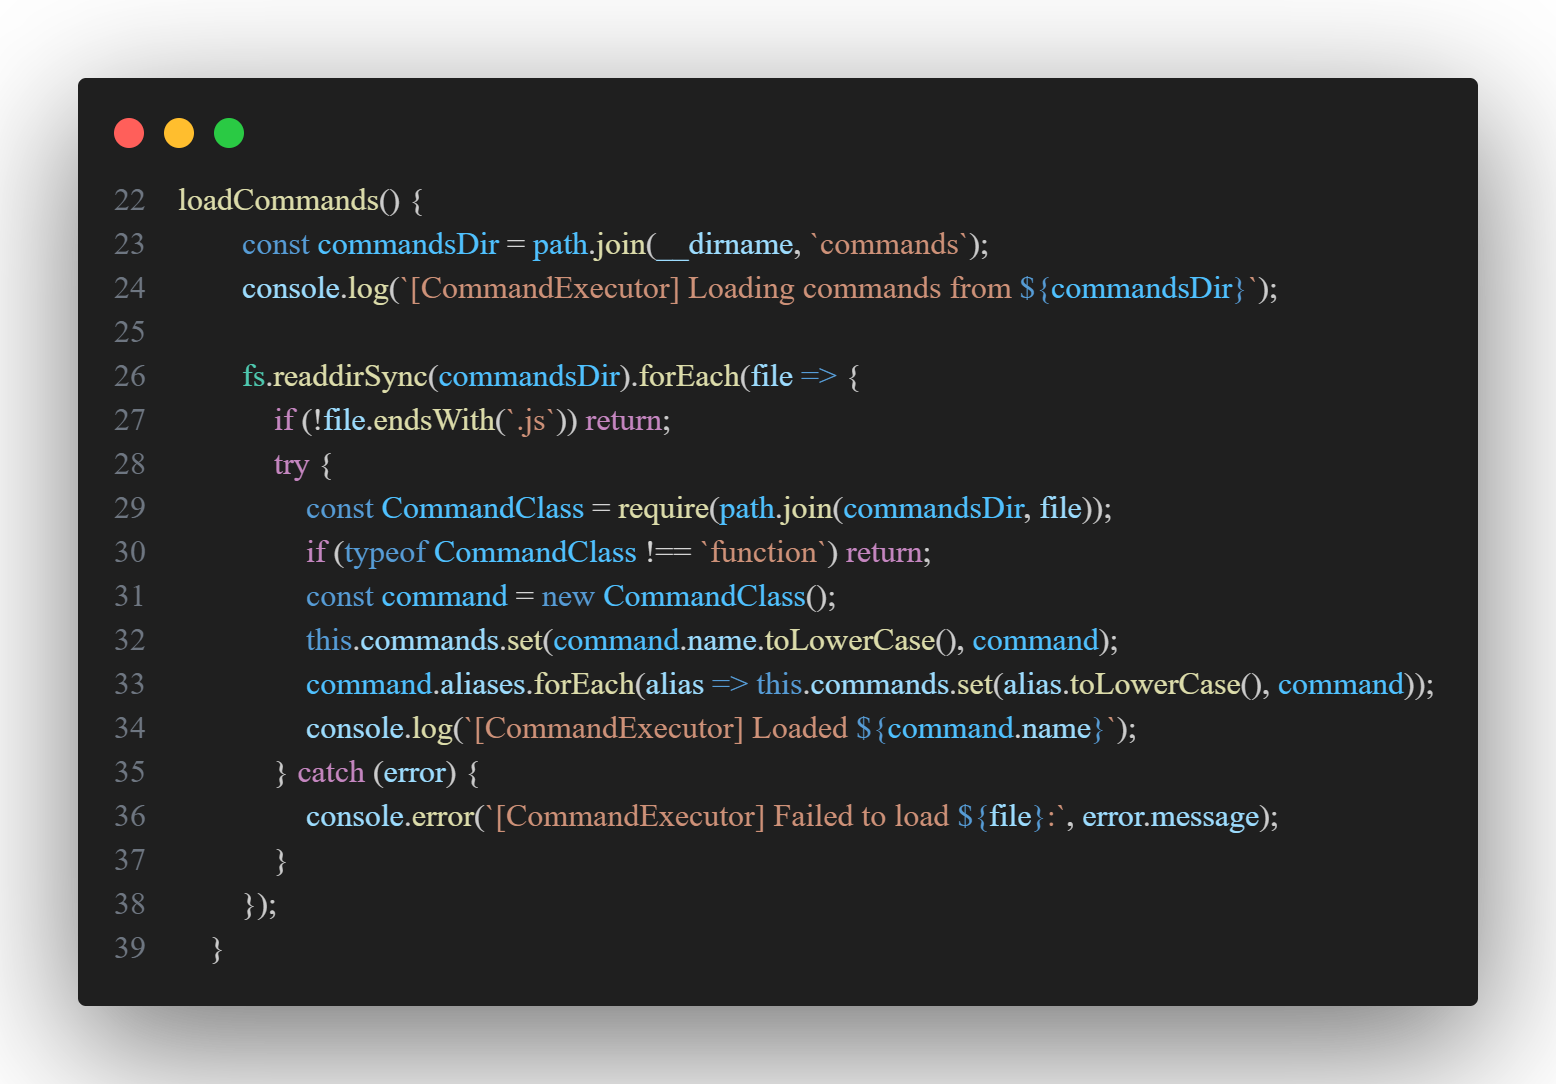 22 loadCommands() {
23 const commandsDir = path.join(__dirname, `commands`);
24 console.log(`[CommandExecutor] Loading commands from ${commandsDir}`);
25
26 fs.readdirSync(commandsDir).forEach(file => {
27 if (!file.endsWith(`.js`)) return;
28 try {
29 const CommandClass = require(path.join(commandsDir, file));
30 if (typeof CommandClass !== `function`) return;
31 const command = new CommandClass();
32 this.commands.set(command.name.toLowerCase(), command);
33 command.aliases.forEach(alias => this.commands.set(alias.toLowerCase(), command));
34 console.log(`[CommandExecutor] Loaded ${command.name}`);
35 } catch (error) {
36 console.error(`[CommandExecutor] Failed to load ${file}:`, error.message);
37 }
38 });
39 }